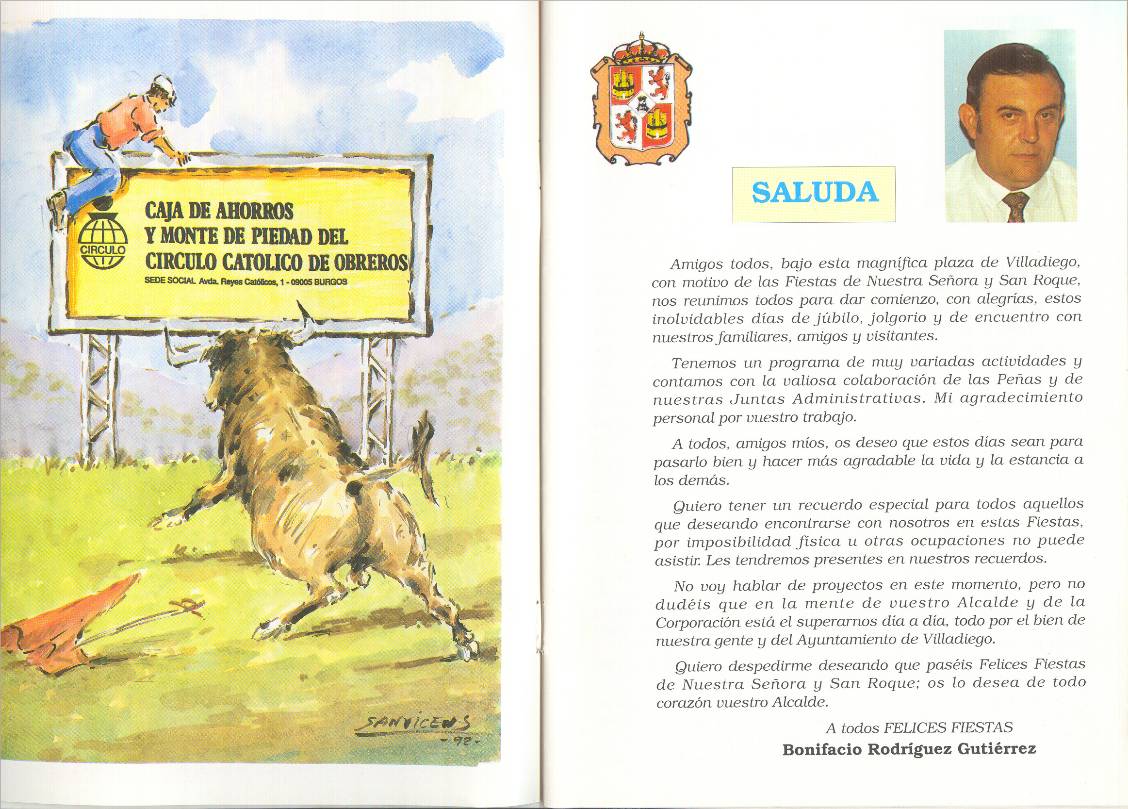 CAJA DE AHORROS
Y MONTE DE PIEDAD DEL
CIRCULO CATOLICO DE OBREROS
SEDE SOCIAL Avda. Reyes Católicos, 1 - 09005 BURGOS
CIRCULO
SANVICENS
-92-
SALUDA
Amigos todos, bajo esta magnífica plaza de Villadiego,
con motivo de las Fiestas de Nuestra Señora y San Roque,
nos reunimos todos para dar comienzo, con alegrías, estos
inolvidables días de júbilo, jolgorio y de encuentro con
nuestros familiares, amigos y visitantes.
Tenemos un programa de muy variadas actividades y
contamos con la valiosa colaboración de las Peñas y de
nuestras Juntas Administrativas. Mi agradecimiento
personal por vuestro trabajo.
A todos, amigos míos, os deseo que estos días sean para
pasarlo bien y hacer más agradable la vida y la estancia a
los demás.
Quiero tener un recuerdo especial para todos aquellos
que deseando encontrarse con nosotros en estas Fiestas,
por imposibilidad física u otras ocupaciones no puede
asistir. Les tendremos presentes en nuestros recuerdos.
No voy hablar de proyectos en este momento, pero no
dudéis que en la mente de vuestro Alcalde y de la
Corporación está el superarnos día a día, todo por el bien de
nuestra gente y del Ayuntamiento de Villadiego.
Quiero despedirme deseando que paséis Felices Fiestas
de Nuestra Señora y San Roque; os lo desea de todo
corazón vuestro Alcalde.
A todos FELICES FIESTAS
Bonifacio Rodríguez Gutiérrez